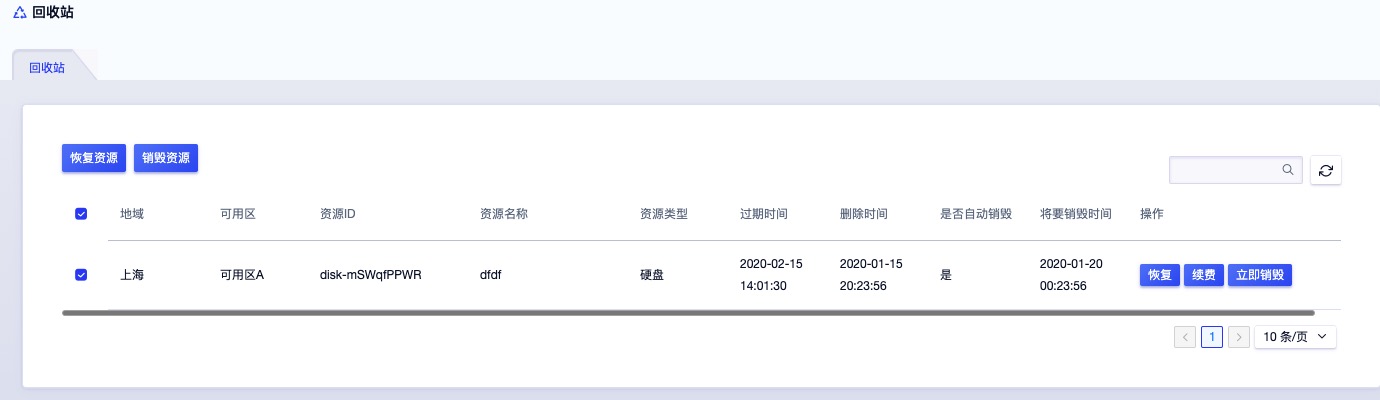 回收站
回收站
恢复资源 销毁资源
地域 可用区 资源ID 资源名称 资源类型 过期时间 删除时间 是否自动销毁 将要销毁时间 操作
上海 可用区A disk-mSWqfPPWR dfdf 硬盘 2020-02-15 14:01:30 2020-01-15 20:23:56 是 2020-01-20 00:23:56 恢复 续费 立即销毁
1 10 条/页